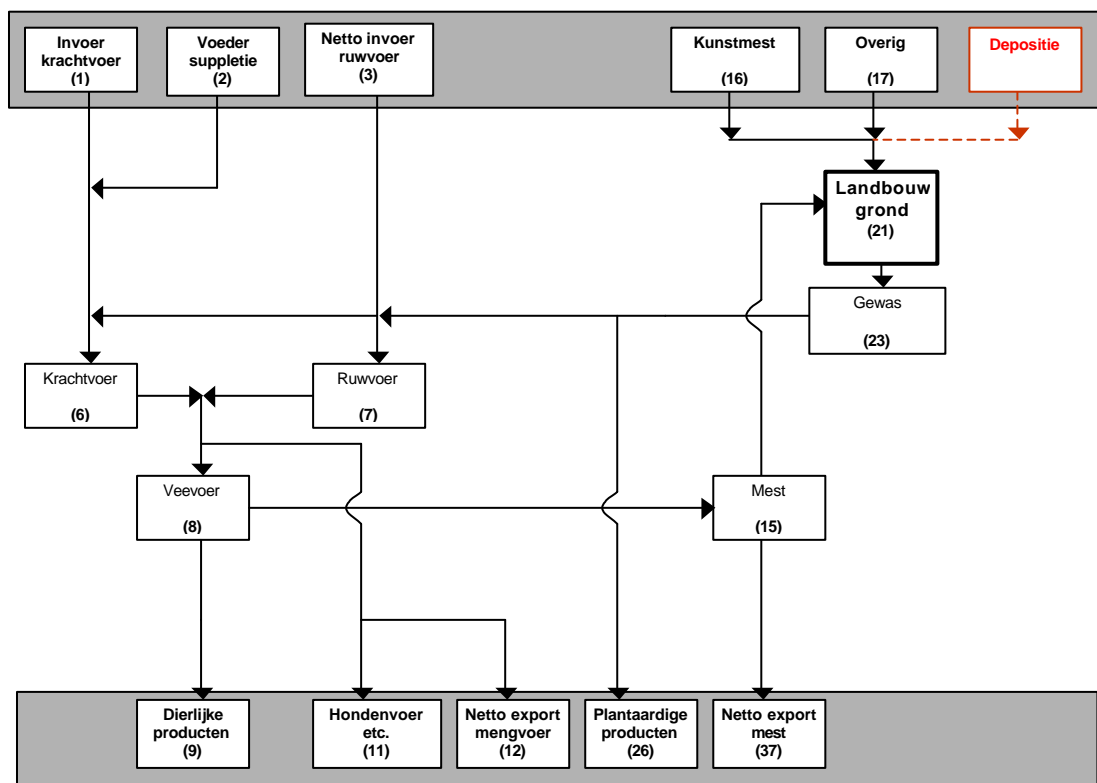 Invoer
krachtvoer
(1)
Voeder
suppletie
(2)
Netto invoer
ruwvoer
(3)
Kunstmest
(16)
Overig
(17)
Depositie
Landbouw
grond
(21)
Gewas
(23)
Krachtvoer
(6)
Ruwvoer
(7)
Veevoer
(8)
Mest
(15)
Dierlijke
producten
(9)
Hondenvoer
etc.
(11)
Netto export
mengvoer
(12)
Plantaardige
producten
(26)
Netto export
mest
(37)